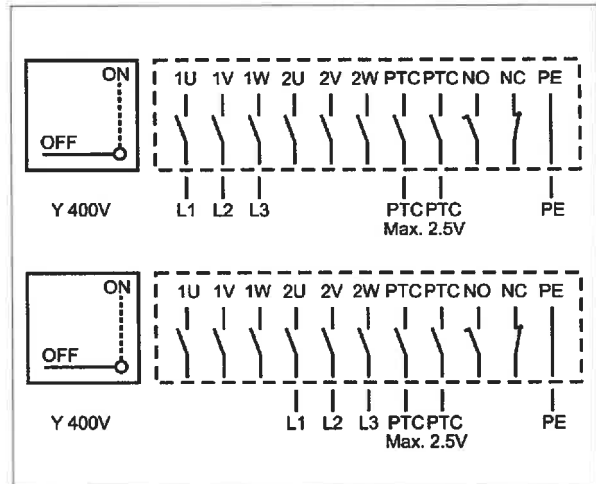 ON 1U 1V 1W 2U 2V 2W PTC PTC NO NC PE
OFF
Y 400V L1 L2 L3 PTC PTC PE
Max. 2.5V
ON 1U 1V 1W 2U 2V 2W PTC PTC NO NC PE
OFF
Y 400V L1 L2 L3 PTC PTC PE
Max. 2.5V